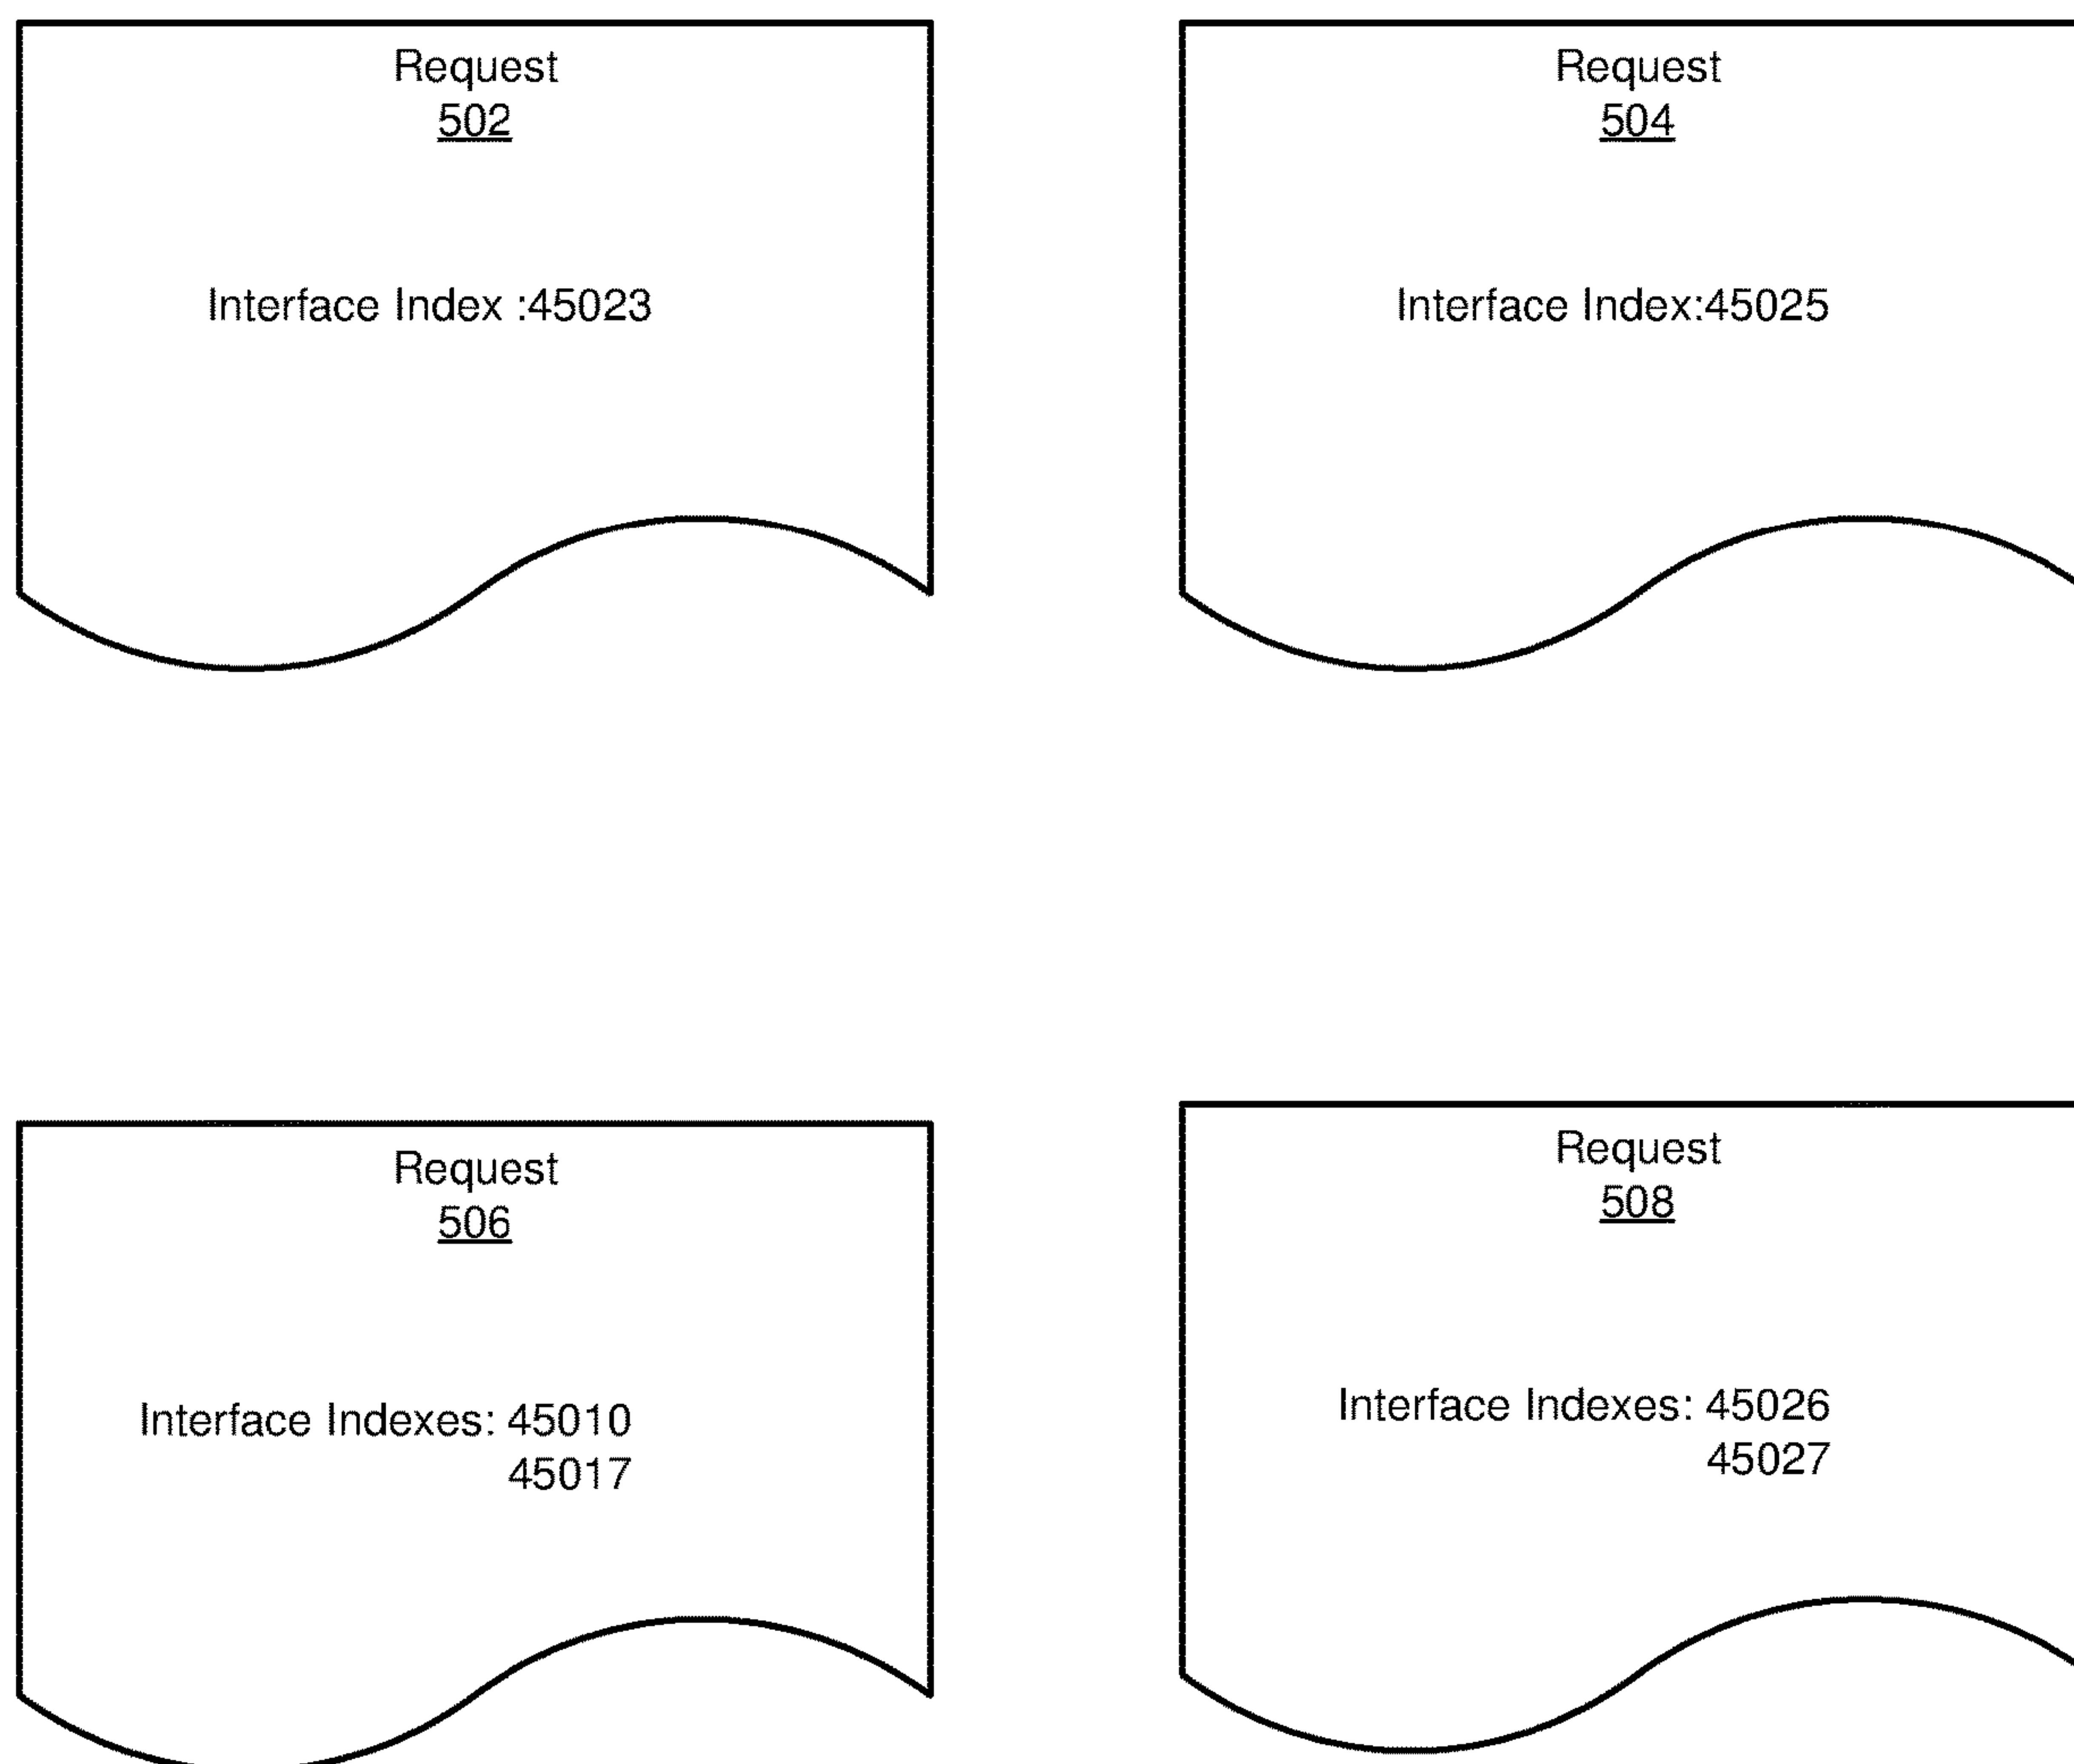 Request
502
Interface Index :45023
Request
504
Interface Index:45025
Request
506
Interface Indexes: 45010
45017
Request
508
Interface Indexes: 45026
45027